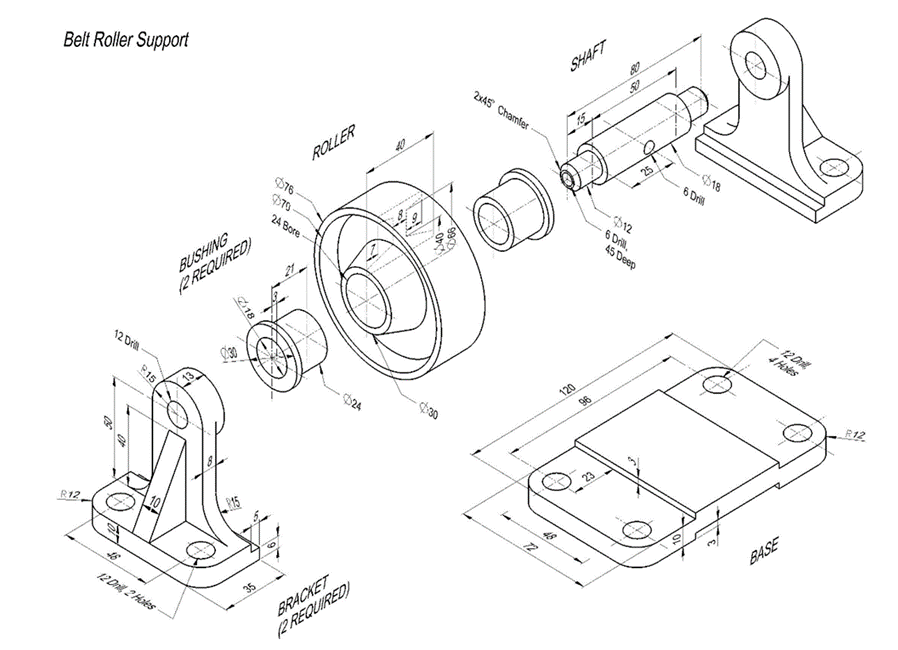 Belt Roller Support
SHAFT
80
50
15
2x45° Chamfer
25
6 Drill
Ø18
Ø12
6 Drill,
45 Deep
ROLLER
40
Ø76
Ø70
24 Bore
8
9
7
Ø40
Ø66
Ø30
BUSHING
(2 REQUIRED)
21
3
Ø18
Ø30
Ø24
12 Drill
R15
13
50
40
8
R12
10
R15
5
10
6
46
35
12 Drill, 2 Holes
BRACKET
(2 REQUIRED)
120
96
12 Drill,
4 Holes
R12
3
23
48
72
10
3
BASE